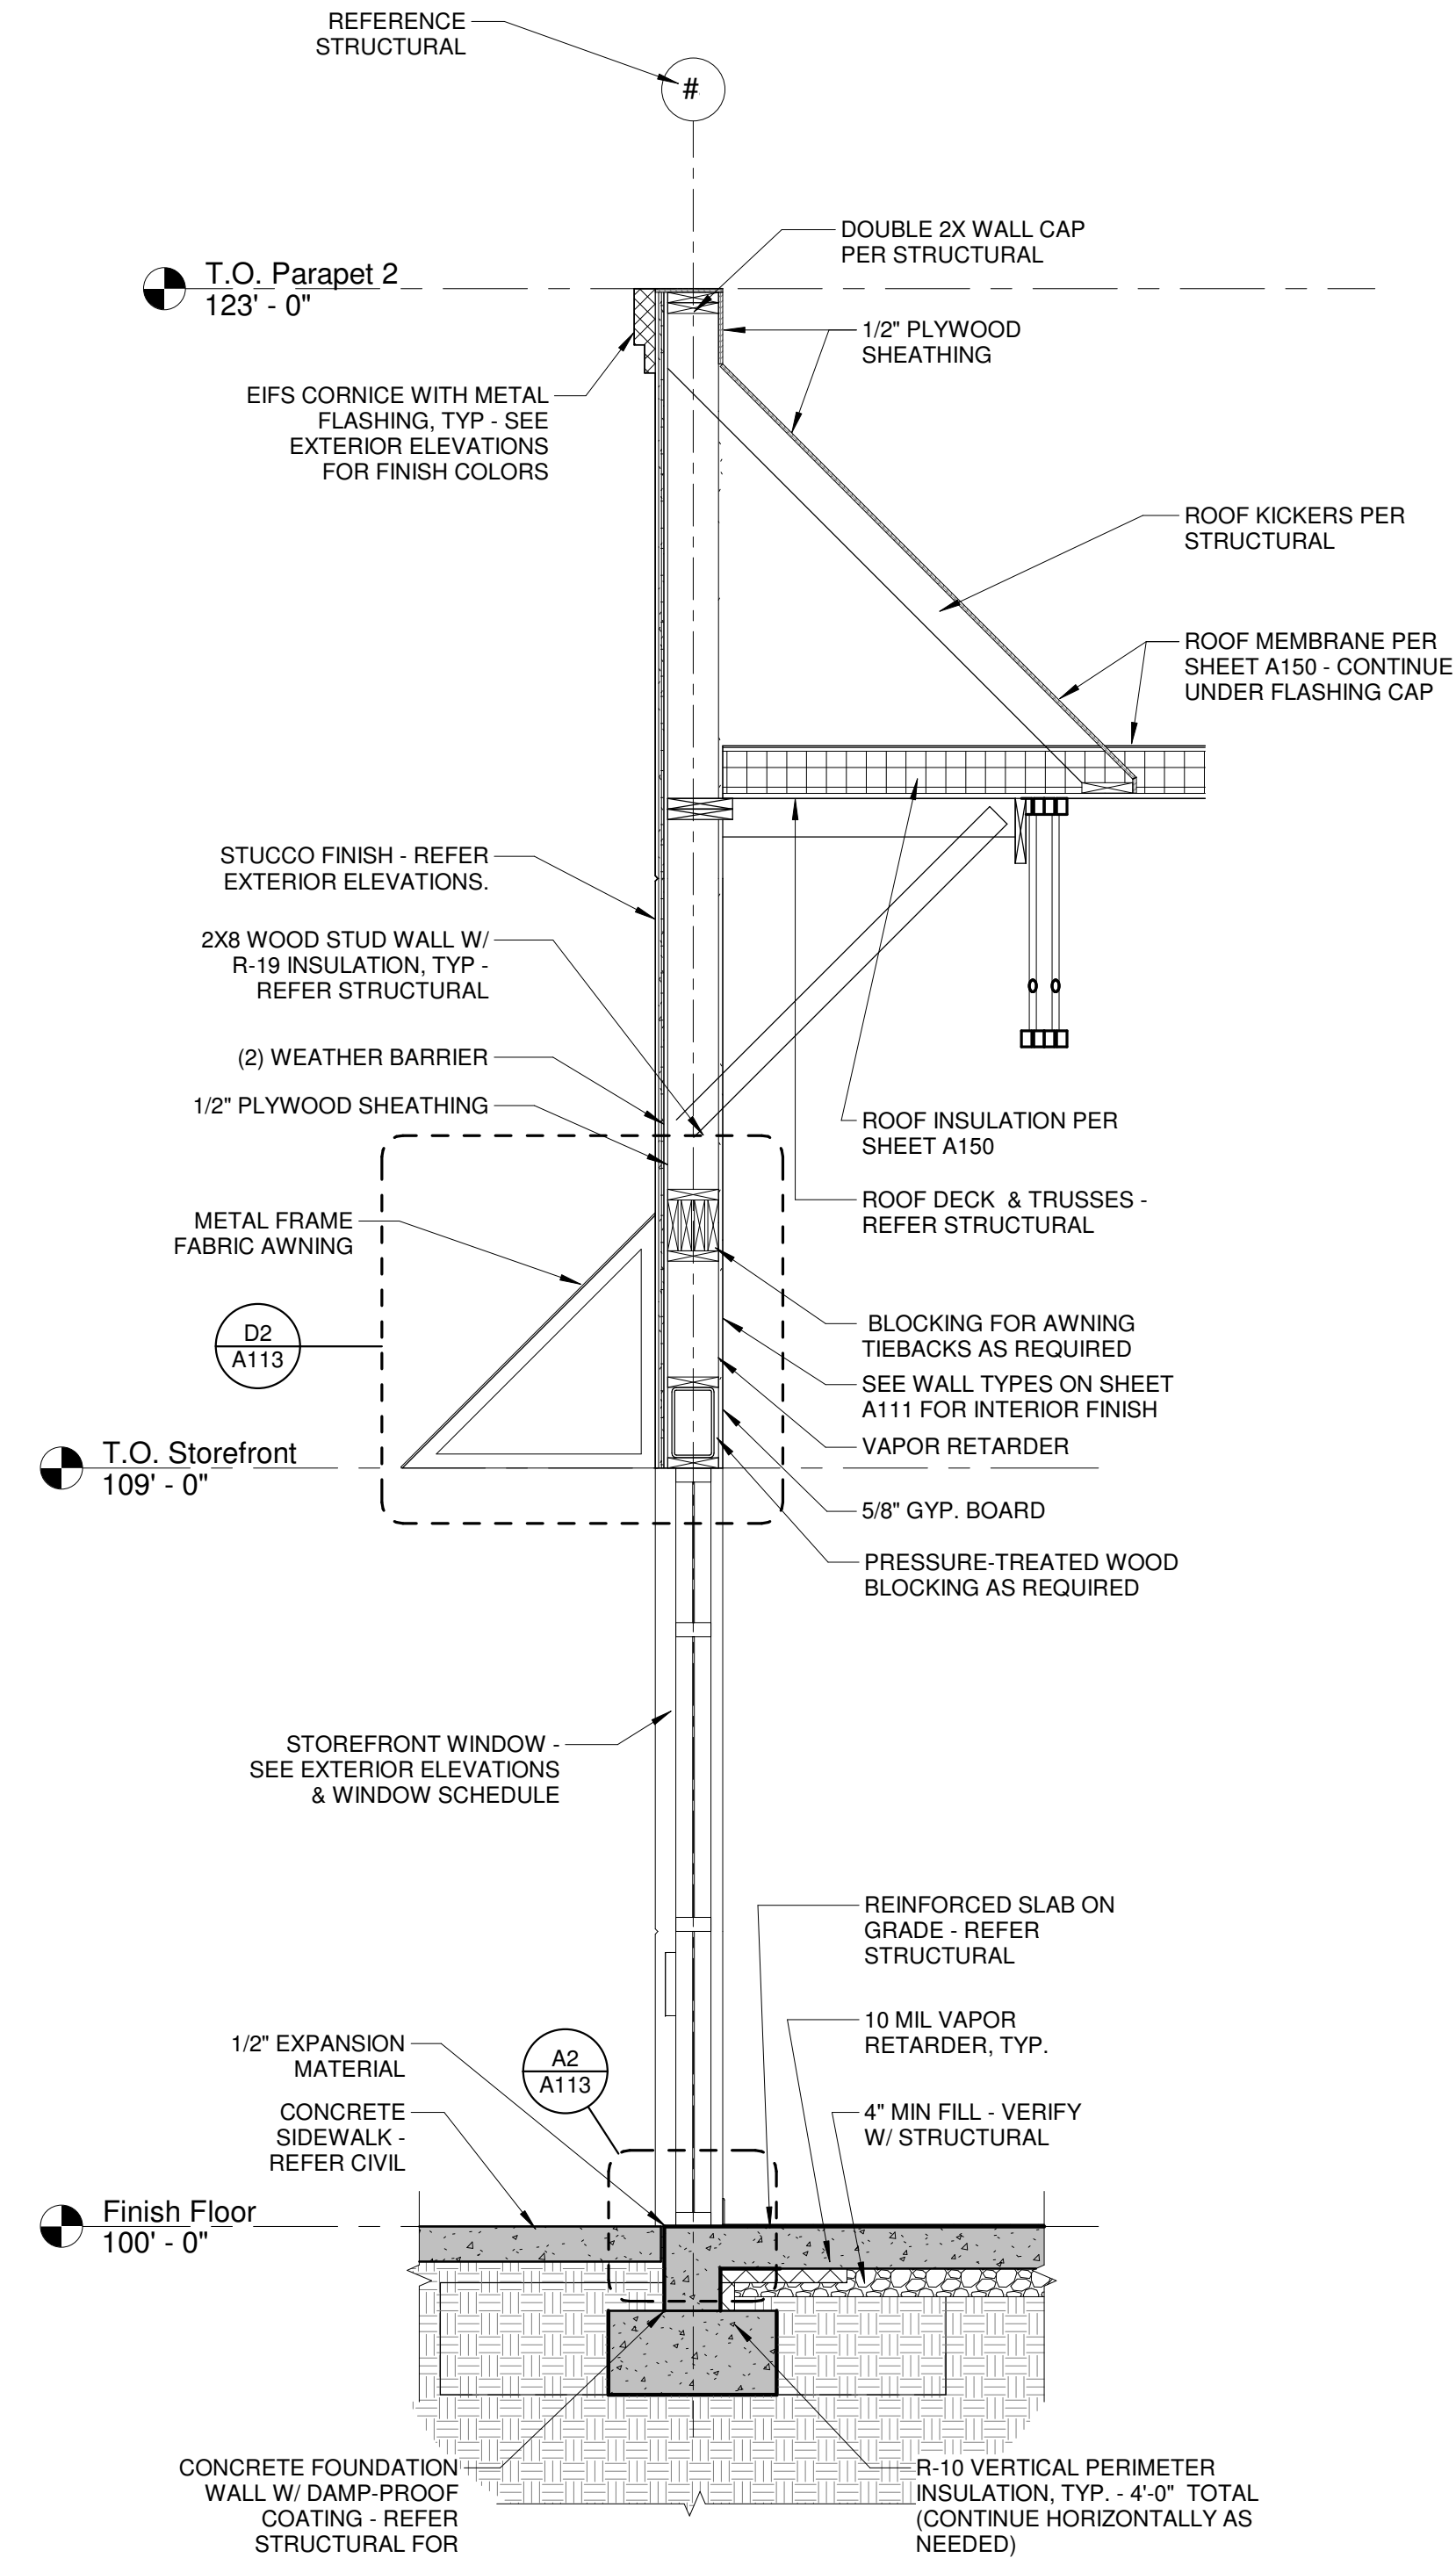 REFERENCE
STRUCTURAL
#
DOUBLE 2X WALL CAP
PER STRUCTURAL
T.O. Parapet 2
123' - 0"
1/2" PLYWOOD
SHEATHING
EIFS CORNICE WITH METAL
FLASHING, TYP - SEE
EXTERIOR ELEVATIONS
FOR FINISH COLORS
ROOF KICKERS PER
STRUCTURAL
ROOF MEMBRANE PER
SHEET A150 - CONTINUE
UNDER FLASHING CAP
STUCCO FINISH - REFER
EXTERIOR ELEVATIONS.
2X8 WOOD STUD WALL W/
R-19 INSULATION, TYP -
REFER STRUCTURAL
(2) WEATHER BARRIER
1/2" PLYWOOD SHEATHING
ROOF INSULATION PER
SHEET A150
ROOF DECK & TRUSSES -
REFER STRUCTURAL
METAL FRAME
FABRIC AWNING
D2
A113
BLOCKING FOR AWNING
TIEBACKS AS REQUIRED
SEE WALL TYPES ON SHEET
A111 FOR INTERIOR FINISH
VAPOR RETARDER
T.O. Storefront
109' - 0"
5/8" GYP. BOARD
PRESSURE-TREATED WOOD
BLOCKING AS REQUIRED
STOREFRONT WINDOW -
SEE EXTERIOR ELEVATIONS
& WINDOW SCHEDULE
REINFORCED SLAB ON
GRADE - REFER
STRUCTURAL
10 MIL VAPOR
RETARDER, TYP.
1/2" EXPANSION
MATERIAL
A2
A113
CONCRETE
SIDEWALK -
REFER CIVIL
4" MIN FILL - VERIFY
W/ STRUCTURAL
Finish Floor
100' - 0"
CONCRETE FOUNDATION
WALL W/ DAMP-PROOF
COATING - REFER
STRUCTURAL FOR
R-10 VERTICAL PERIMETER
INSULATION, TYP. - 4'-0" TOTAL
(CONTINUE HORIZONTALLY AS
NEEDED)